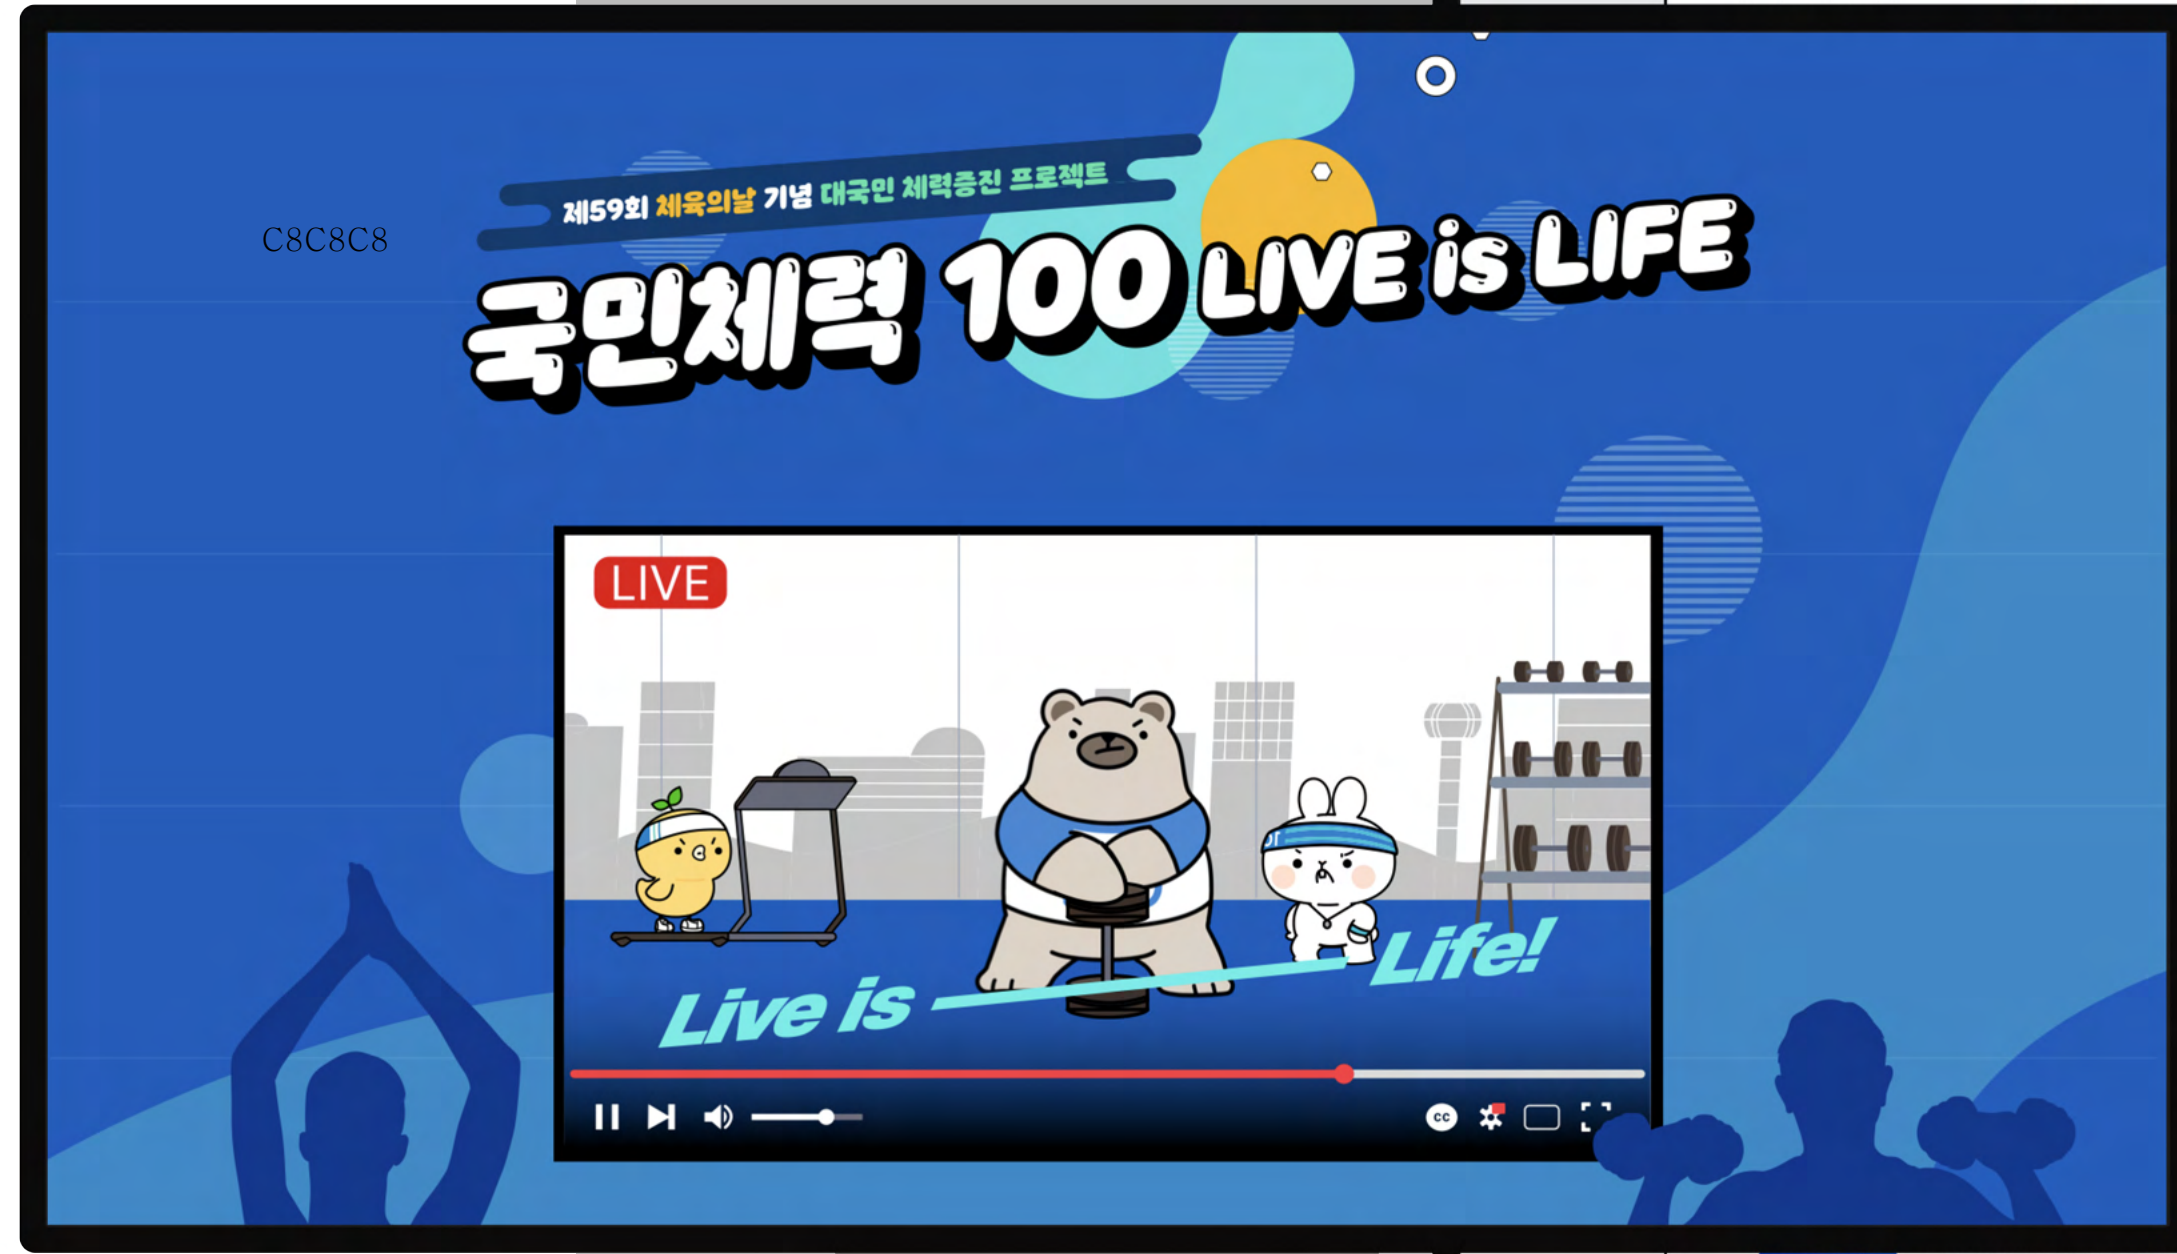 제59회 체육의날 기념 대국민 체력증진 프로젝트
C8C8C8
국민체력 100 LIVE is LIFE
LIVE
Live is Life!
CC